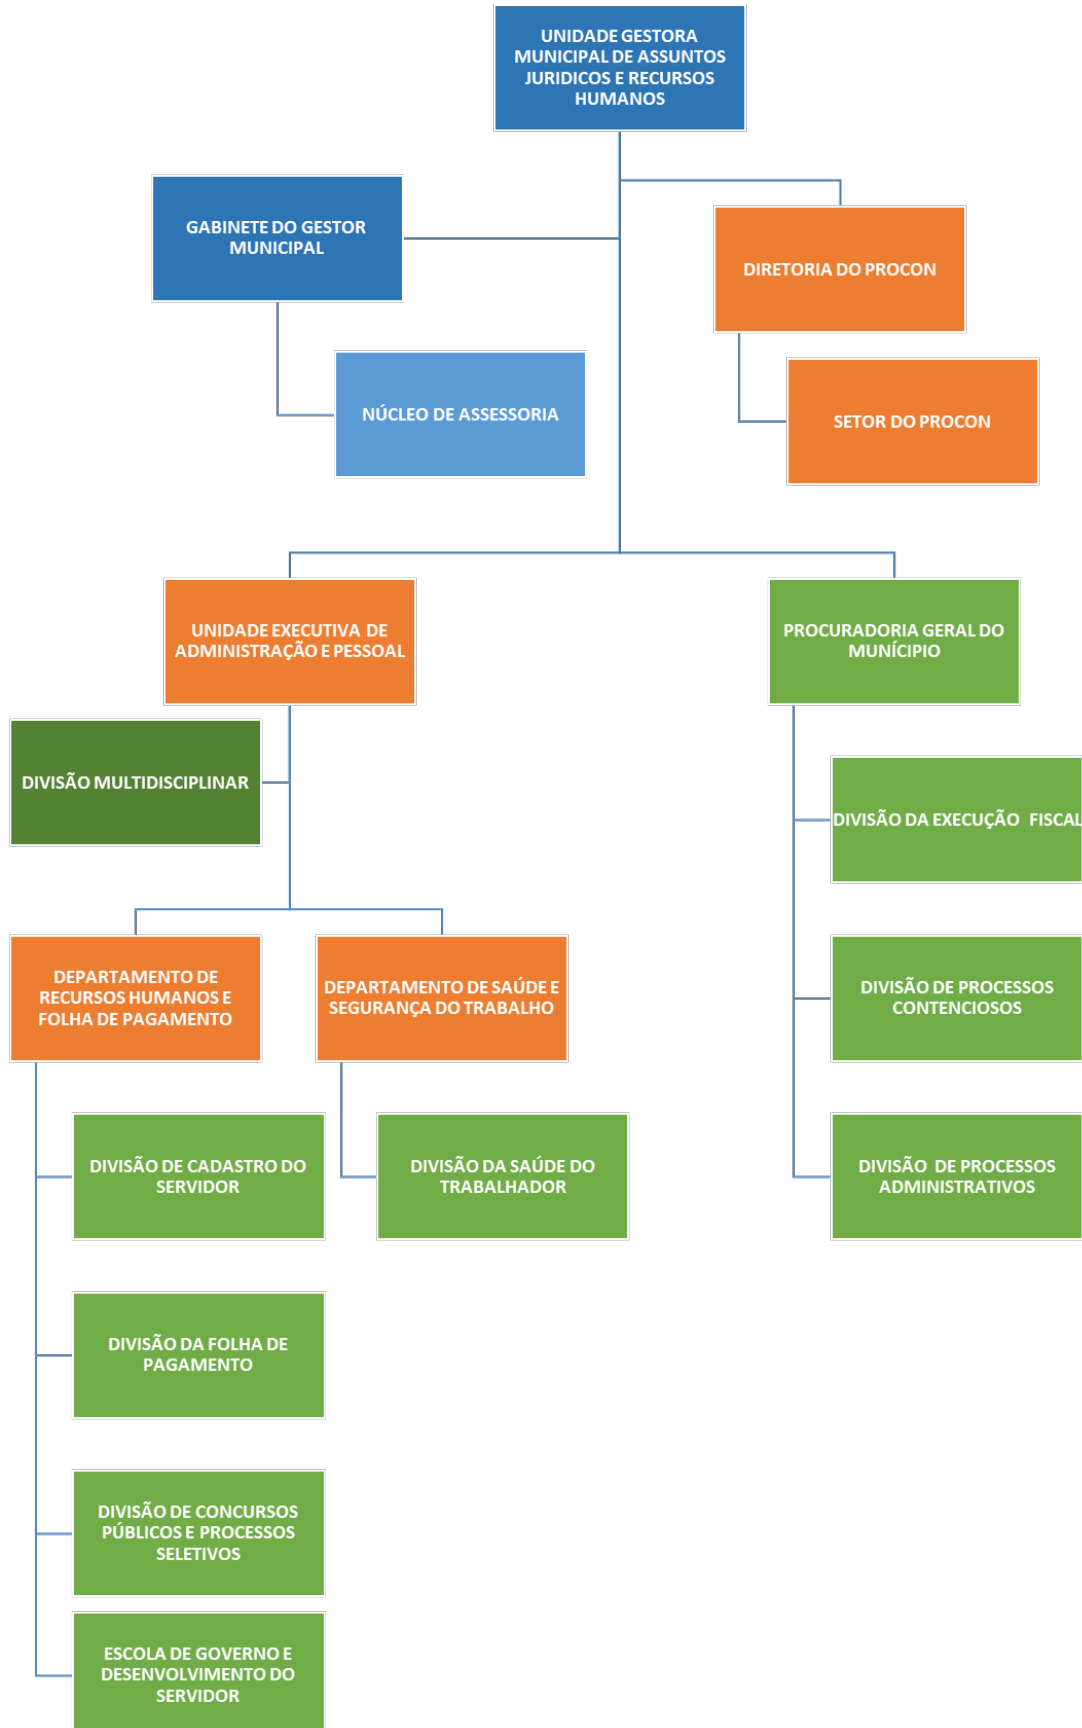 UNIDADE GESTORA
MUNICIPAL DE ASSUNTOS
JURIDICOS E RECURSOS
HUMANOS
GABINETE DO GESTOR
MUNICIPAL
DIRETORIA DO PROCON
NÚCLEO DE ASSESSORIA
SETOR DO PROCON
UNIDADE EXECUTIVA DE
ADMINISTRAÇÃO E PESSOAL
PROCURADORIA GERAL DO
MUNÍCIPIO
DIVISÃO MULTIDISCIPLINAR
DIVISÃO DA EXECUÇÃO FISCAL
DEPARTAMENTO DE
RECURSOS HUMANOS E
FOLHA DE PAGAMENTO
DEPARTAMENTO DE SAÚDE E
SEGURANÇA DO TRABALHO
DIVISÃO DE PROCESSOS
CONTENCIOSOS
DIVISÃO DE CADASTRO DO
SERVIDOR
DIVISÃO DA SAÚDE DO
TRABALHADOR
DIVISÃO DE PROCESSOS
ADMINISTRATIVOS
DIVISÃO DA FOLHA DE
PAGAMENTO
DIVISÃO DE CONCURSOS
PÚBLICOS E PROCESSOS
SELETIVOS
ESCOLA DE GOVERNO E
DESENVOLVIMENTO DO
SERVIDOR